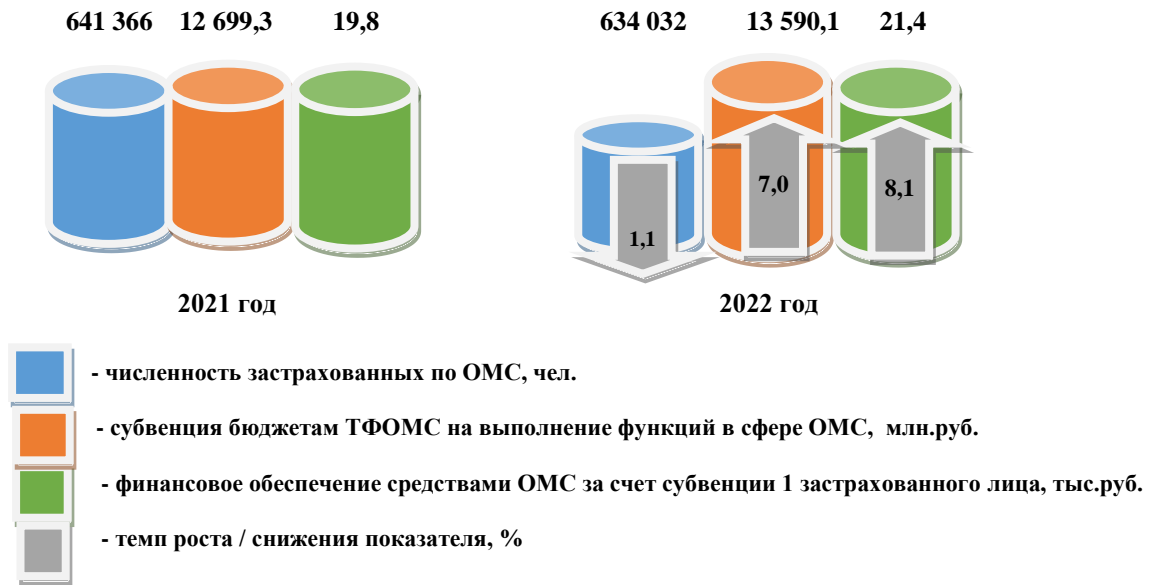 641 366 12 699,3 19,8 634 032 13 590,1 21,4
1,1 7,0 8,1
2021 год 2022 год
- численность застрахованных по ОМС, чел.
- субвенция бюджетам ТФОМС на выполнение функций в сфере ОМС, млн.руб.
- финансовое обеспечение средствами ОМС за счет субвенции 1 застрахованного лица, тыс.руб.
- темп роста / снижения показателя, %